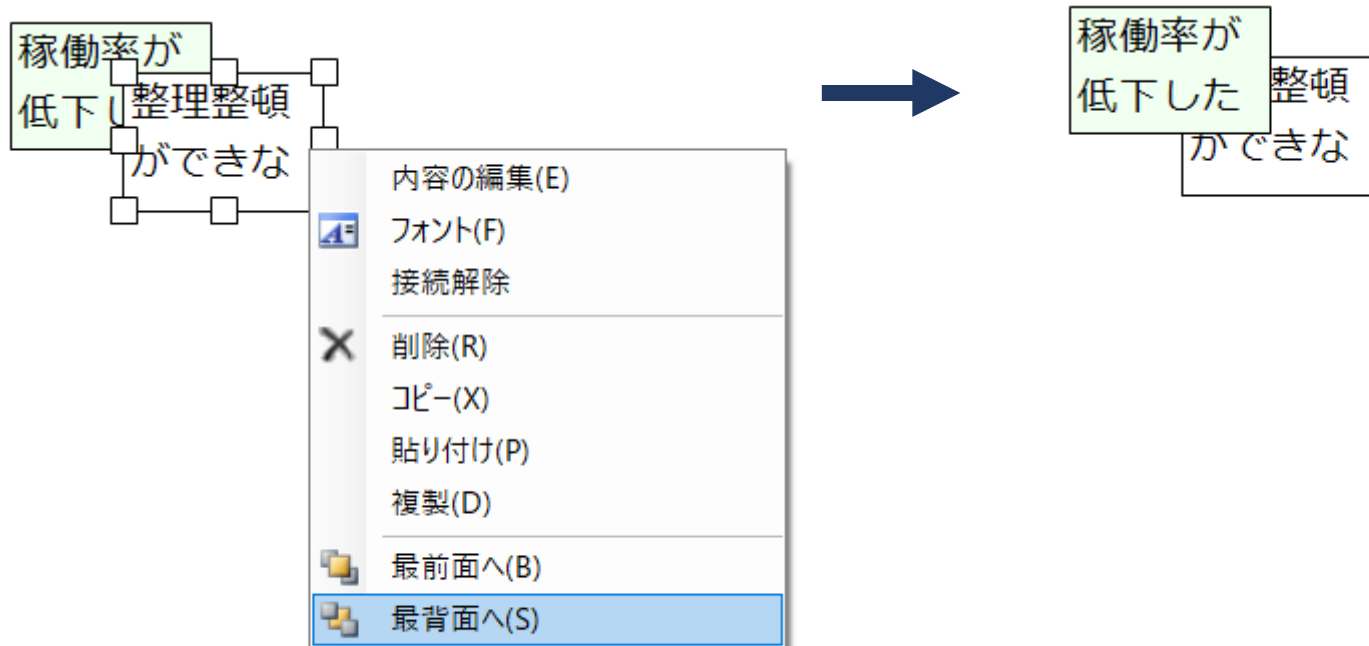 稼働率が
低下し
整理整頓
ができな
内容の編集(E)
フォント(F)
接続解除
削除(R)
コピー(X)
貼り付け(P)
複製(D)
最前面へ(B)
最背面へ(S)
稼働率が
低下した
整頓
ができな